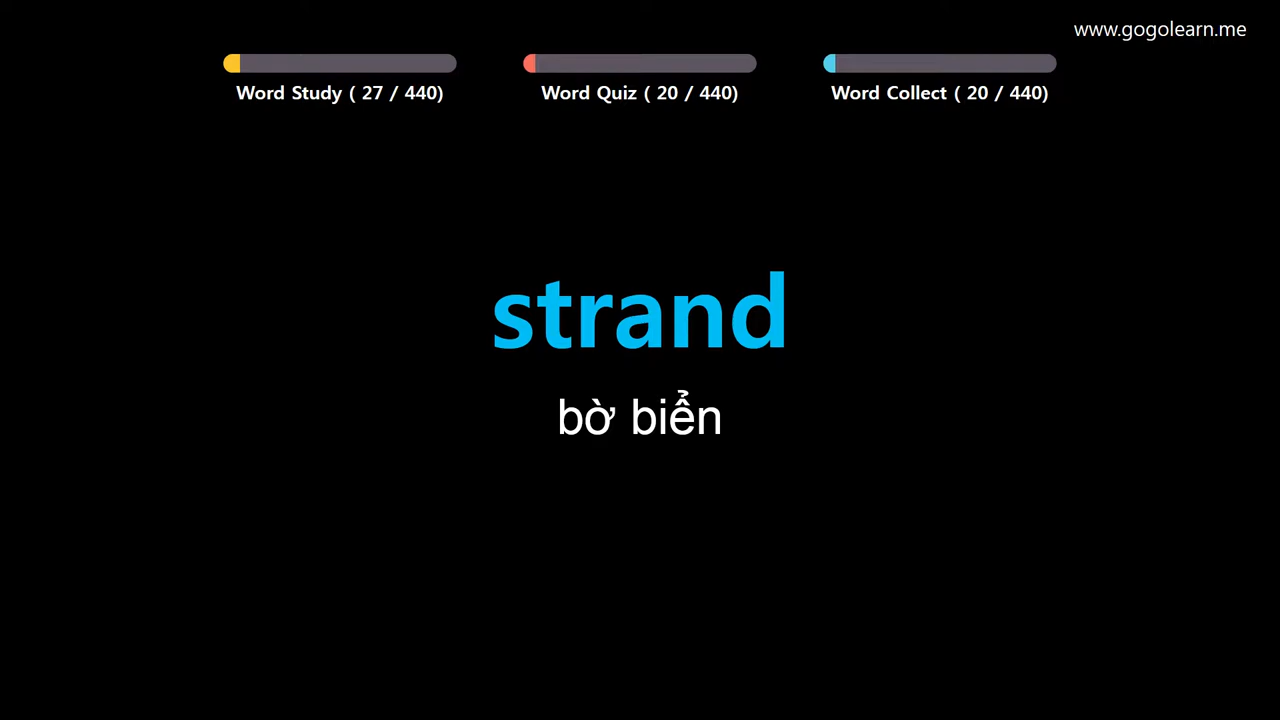 www.gogolearn.me
Word Study ( 27 / 440)
Word Quiz ( 20 / 440)
Word Collect ( 20 / 440)
strand
bờ biển